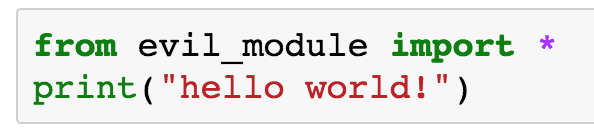 from evil_module import *
print("hello world!")